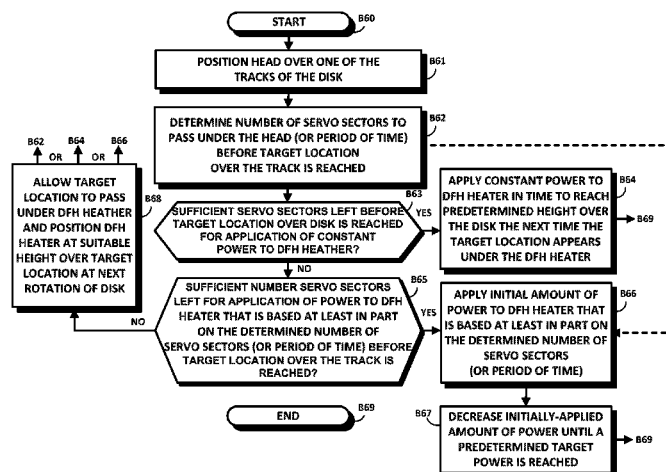 START
B60
POSITION HEAD OVER ONE OF THE
TRACKS OF THE DISK
B61
DETERMINE NUMBER OF SERVO SECTORS TO
PASS UNDER THE HEAD (OR PERIOD OF TIME)
BEFORE TARGET LOCATION
OVER THE TRACK IS REACHED
B62
B62 OR B64 OR B66
ALLOW TARGET
LOCATION TO PASS
UNDER DFH HEATHER
AND POSITION DFH
HEATER AT SUITABLE
HEIGHT OVER TARGET
LOCATION AT NEXT
ROTATION OF DISK
B68
SUFFICIENT SERVO SECTORS LEFT BEFORE
TARGET LOCATION OVER DISK IS REACHED
FOR APPLICATION OF CONSTANT
POWER TO DFH HEATHER?
B63
YES
NO
APPLY CONSTANT POWER TO
DFH HEATER IN TIME TO REACH
PREDETERMINED HEIGHT OVER
THE DISK THE NEXT TIME THE
TARGET LOCATION APPEARS
UNDER THE DFH HEATER
B64
B69
SUFFICIENT NUMBER SERVO SECTORS
LEFT FOR APPLICATION OF POWER TO DFH
HEATER THAT IS BASED AT LEAST IN PART
ON THE DETERMINED NUMBER OF
SERVO SECTORS (OR PERIOD OF TIME) BEFORE
TARGET LOCATION OVER THE TRACK IS
REACHED?
B65
YES
NO
APPLY INITIAL AMOUNT OF
POWER TO DFH HEATER THAT
IS BASED AT LEAST IN PART ON
THE DETERMINED NUMBER OF
SERVO SECTORS
(OR PERIOD OF TIME)
B66
END
B69
B67
DECREASE INITIALLY-APPLIED
AMOUNT OF POWER UNTIL A
PREDETERMINED TARGET
POWER IS REACHED
B69